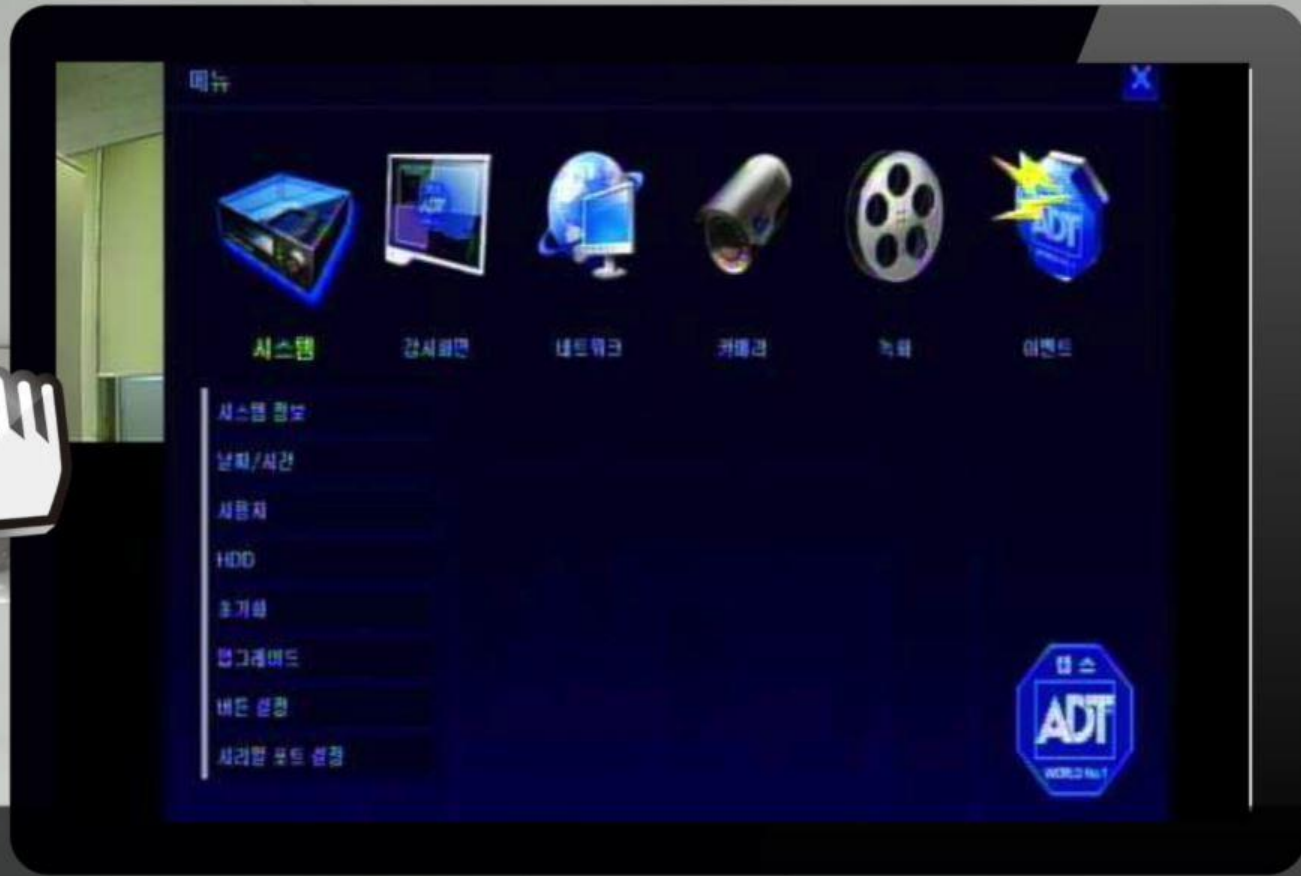 메뉴
시스템 감시화면 네트워크 카메라 녹화 이벤트
시스템 정보
날짜/시간
사용자
HDD
초기화
업그레이드
버튼 설정
시리얼 포트 설정
ADT
캡스
ADT
WORLD No.1